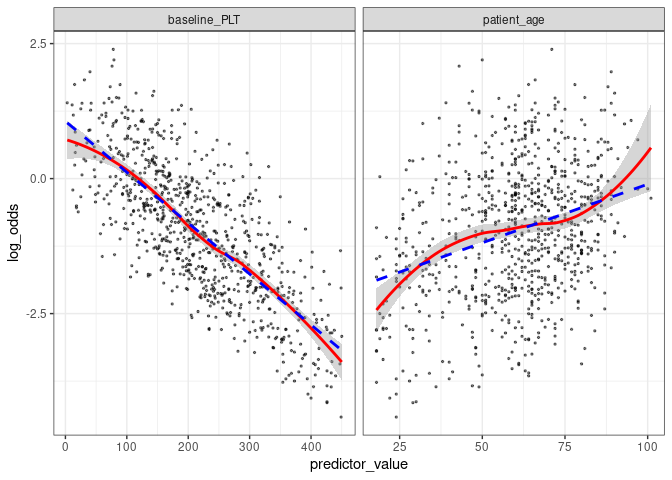 baseline_PLT
patient_age
log_odds
2.5
0.0
-2.5
0 100 200 300 400
25 50 75 100
predictor_value